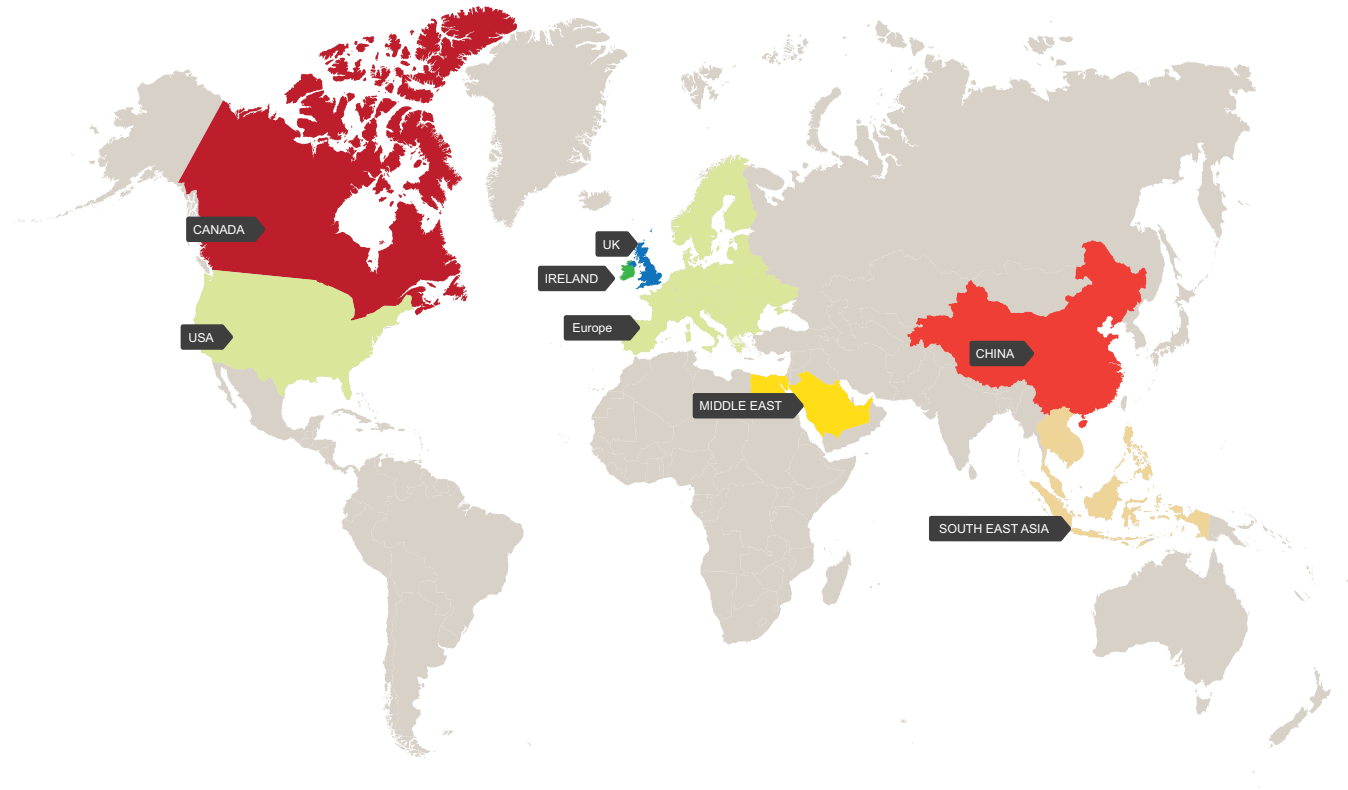 CANADA
UK
IRELAND
Europe
USA
CHINA
MIDDLE EAST
SOUTH EAST ASIA